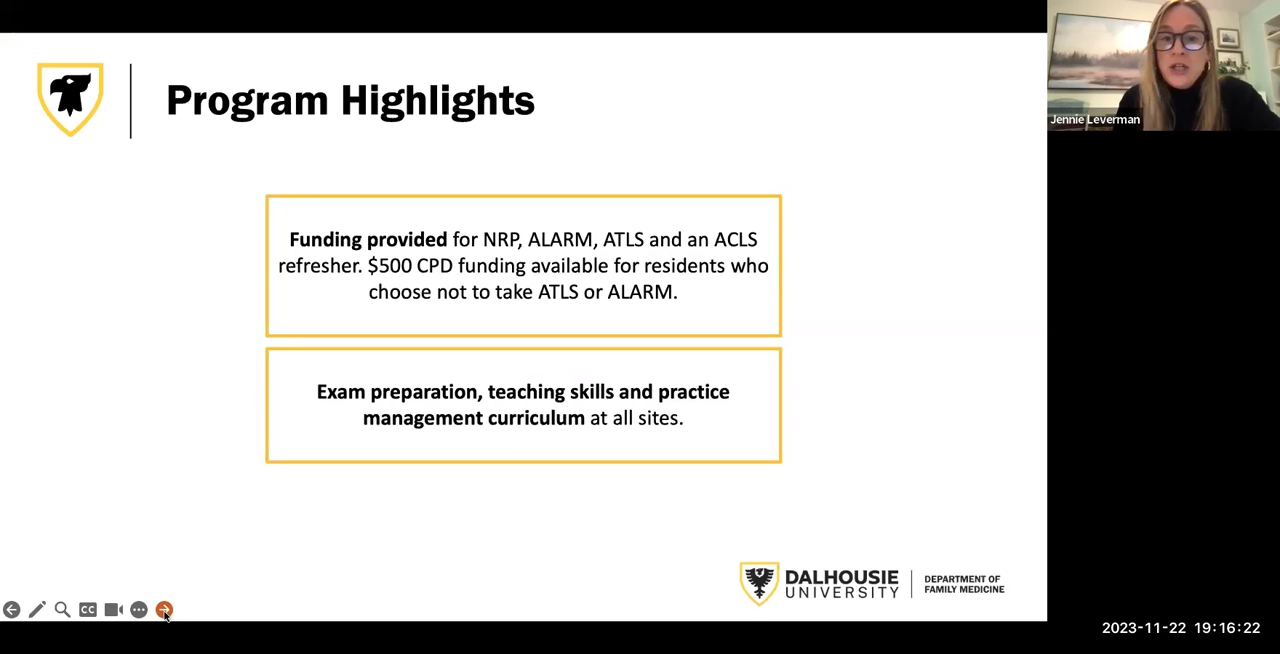 Program Highlights
Jennie Leverman
Funding provided for NRP, ALARM, ATLS and an ACLS
refresher. $500 CPD funding available for residents who
choose not to take ATLS or ALARM.
Exam preparation, teaching skills and practice
management curriculum at all sites.
DALHOUSIE
UNIVERSITY
DEPARTMENT OF
FAMILY MEDICINE
CC
2023-11-22 19:16:22